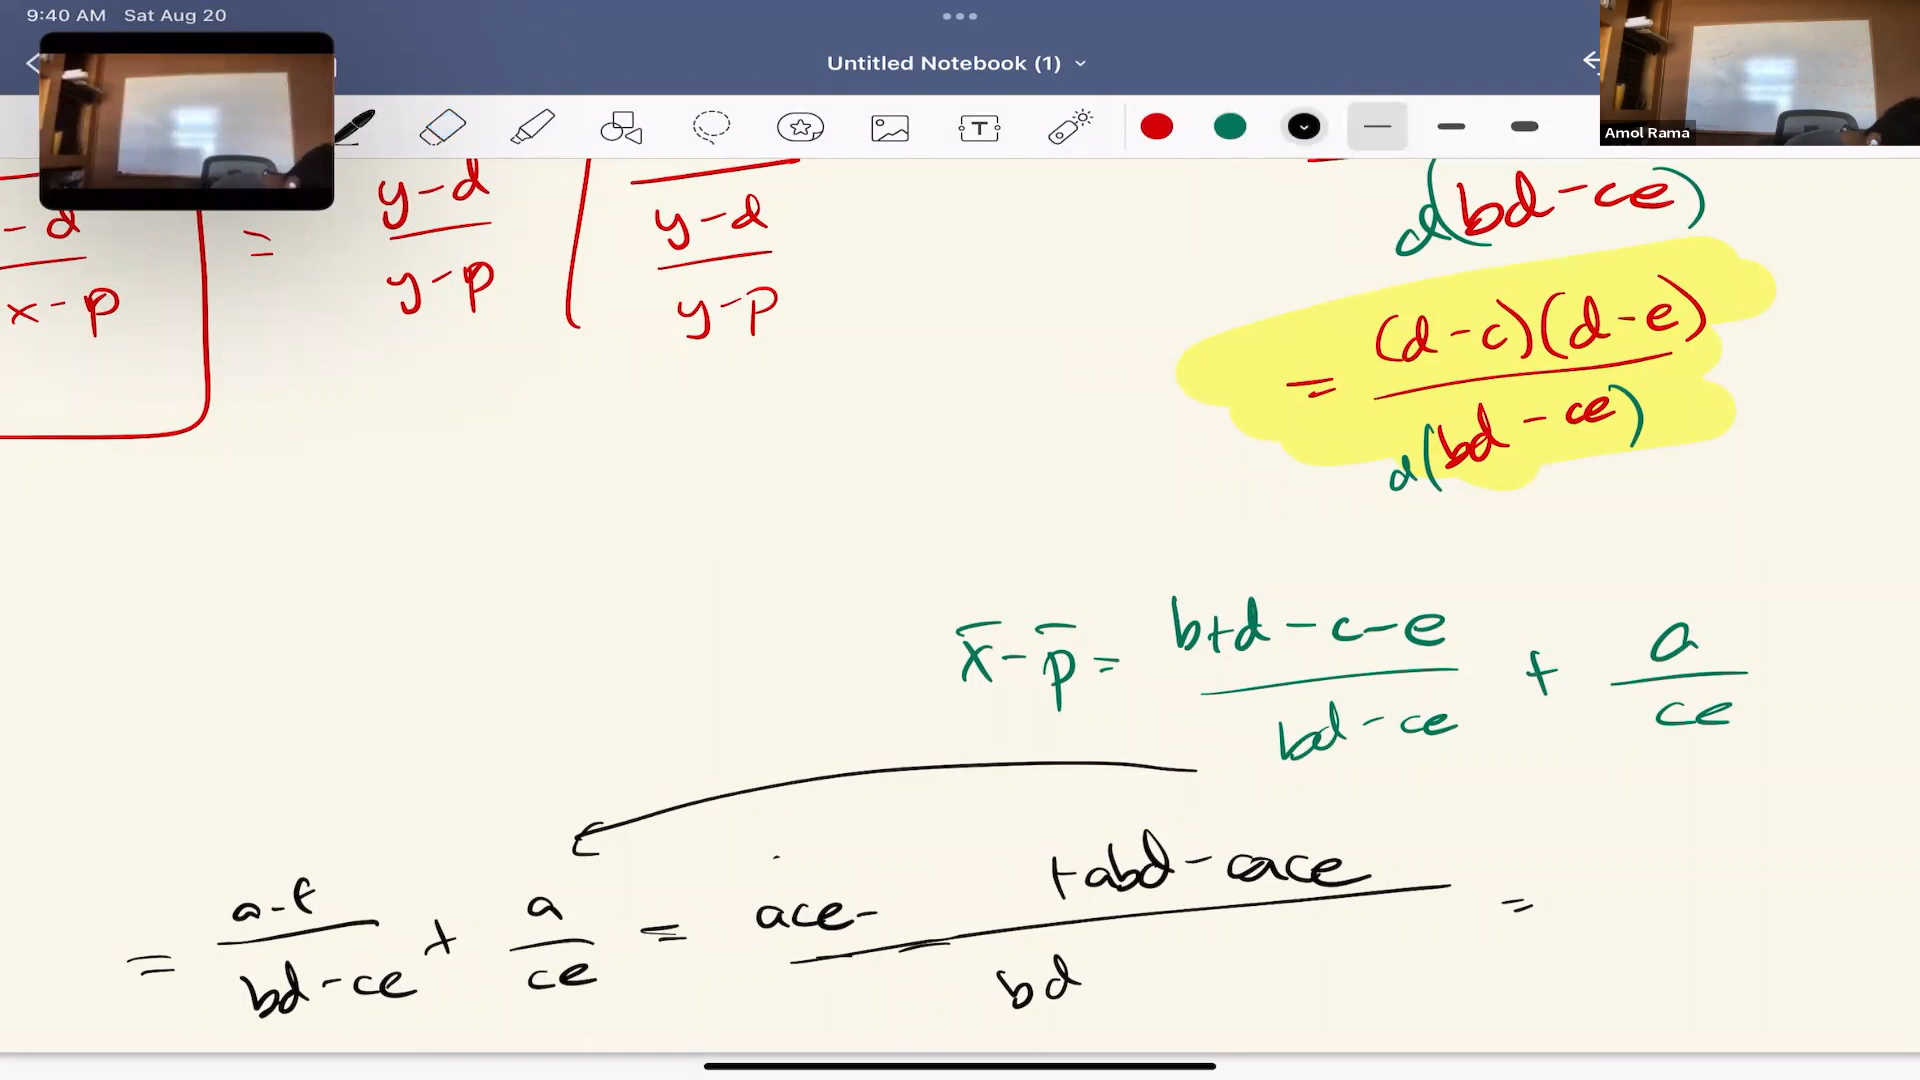 9:40 AM Sat Aug 20
Untitled Notebook (1)
Amol Rama
- d
x - p
=
y - d
y - p
y - d
y - p
d(bd - ce)
= (d - c)(d - e)
d(bd - ce)
x̄ - p̄ = b+d - c - e / bd - ce + a / ce
= a - f / bd - ce + a / ce = ace - + abd - ace / bd =